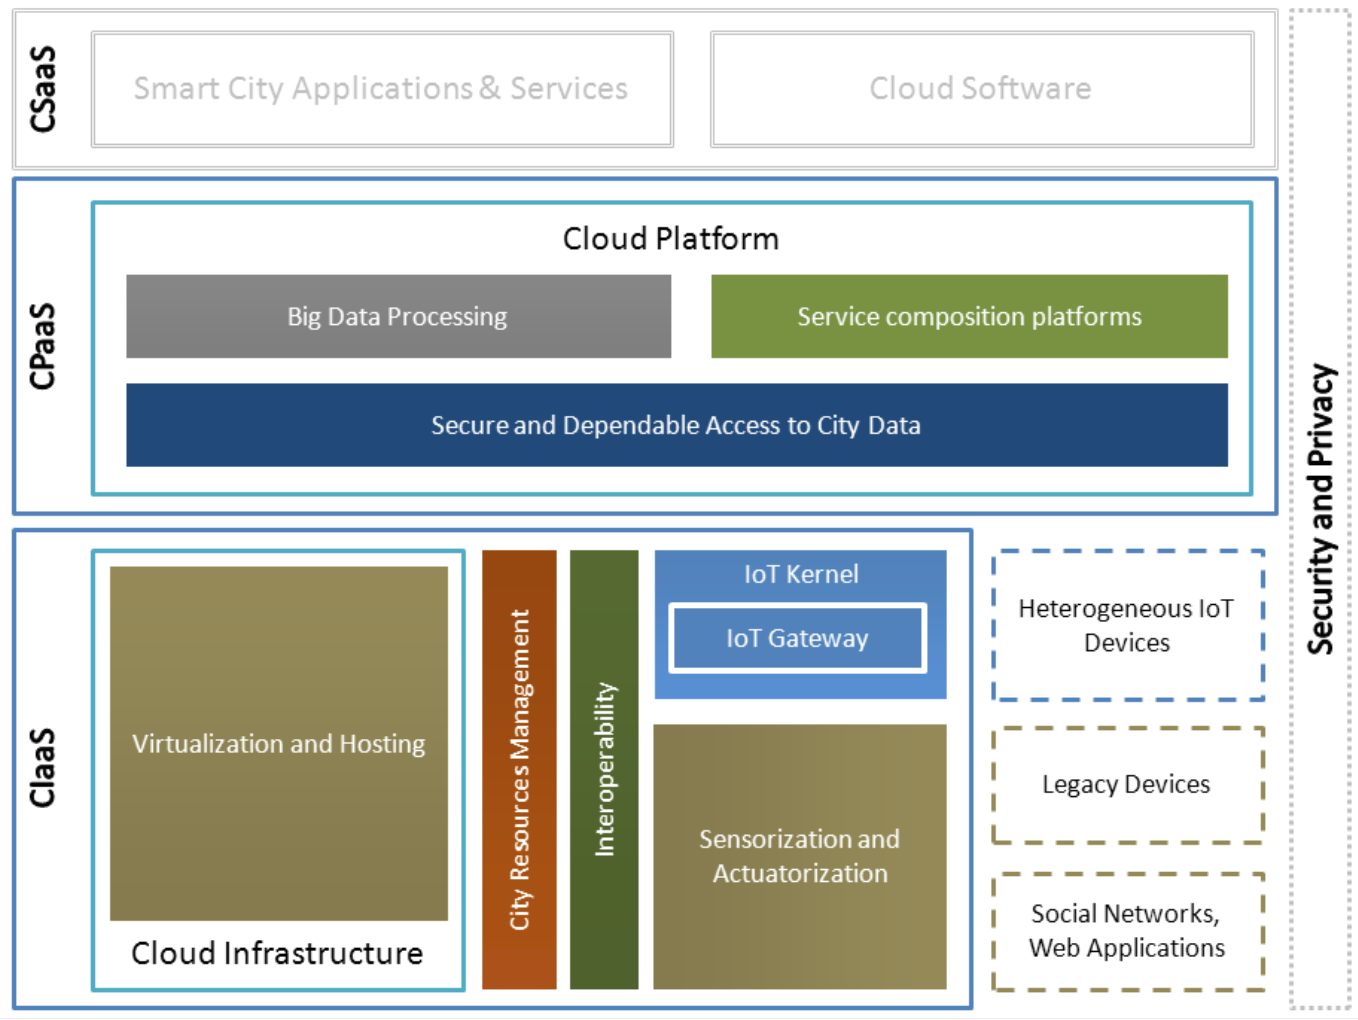 CSaaS
Smart City Applications & Services
Cloud Software
CPaaS
Cloud Platform
Big Data Processing
Service composition platforms
Secure and Dependable Access to City Data
CIaaS
Virtualization and Hosting
Cloud Infrastructure
City Resources Management
Interoperability
IoT Kernel
IoT Gateway
Sensorization and
Actuatorization
Heterogeneous IoT
Devices
Legacy Devices
Social Networks,
Web Applications
Security and Privacy